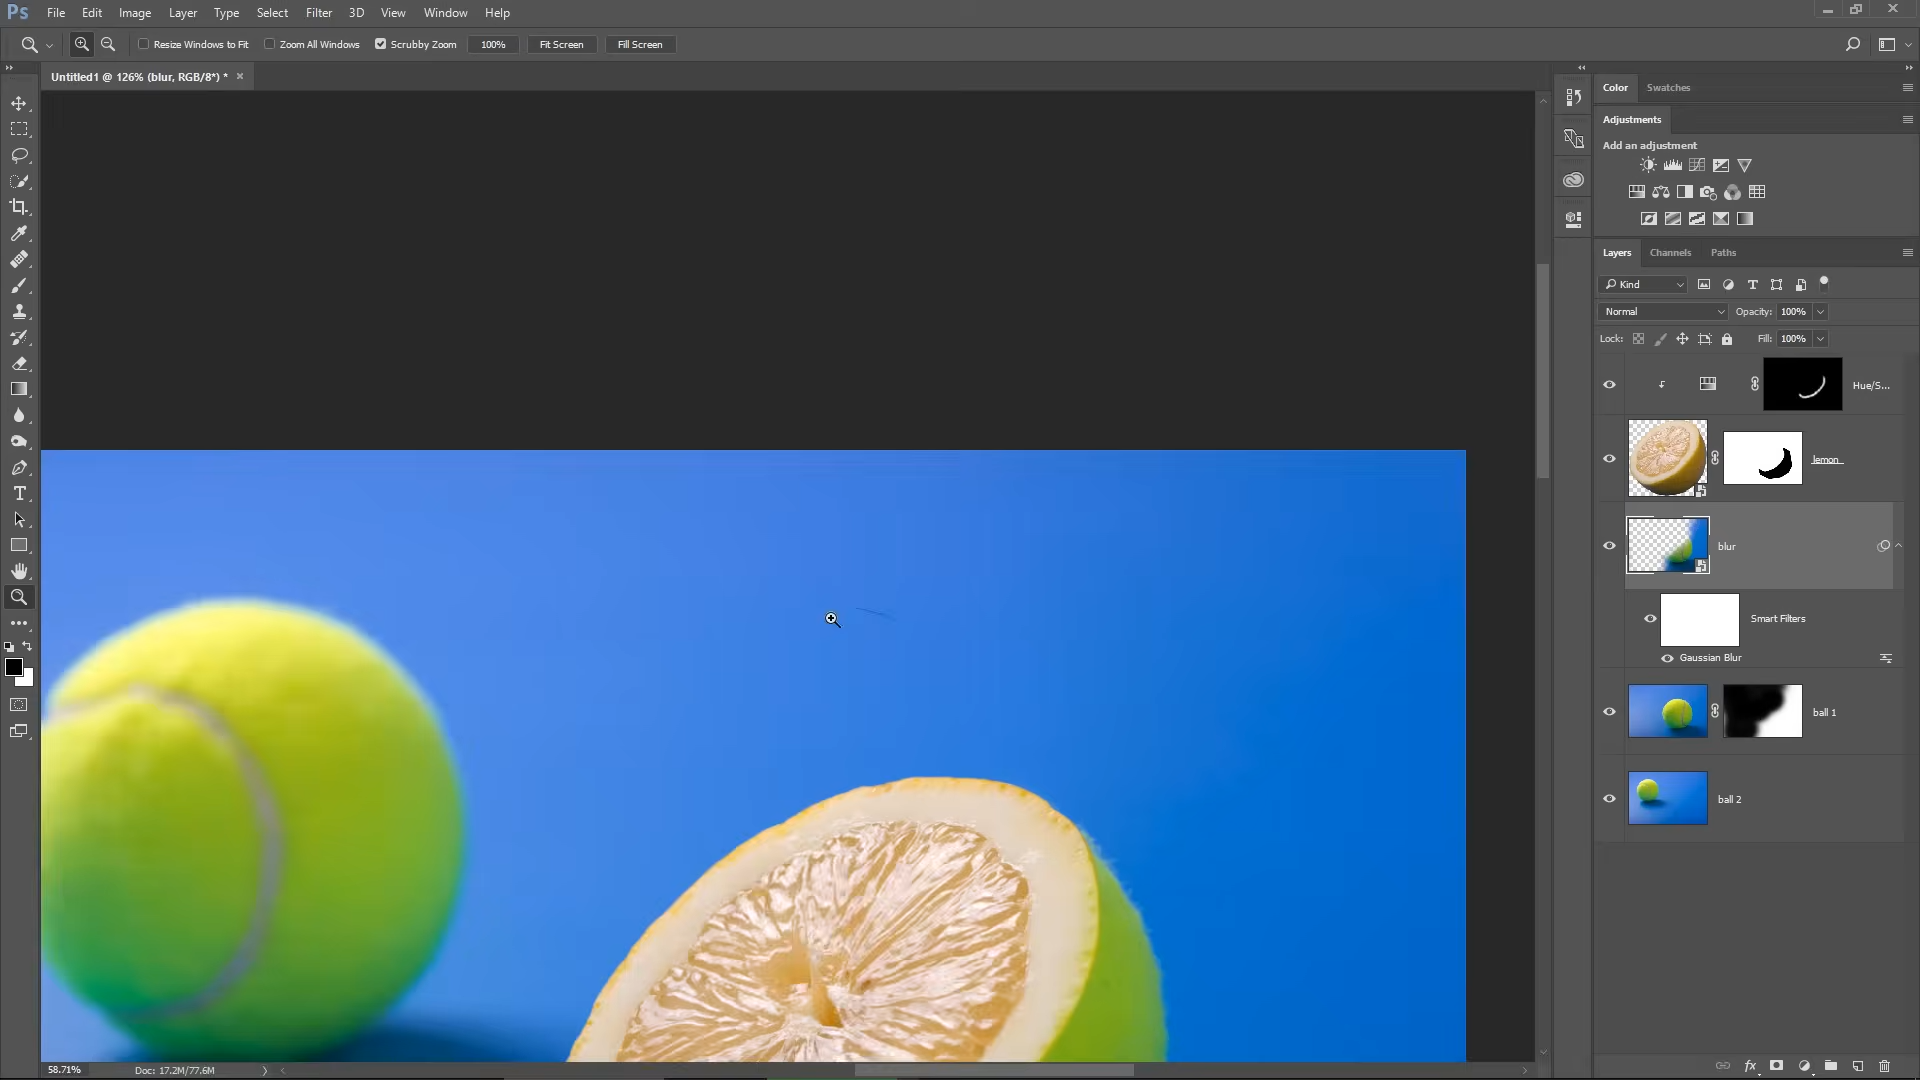 Ps File Edit Image Layer Type Select Filter 3D View Window Help
Resize Windows to Fit Zoom All Windows Scrubby Zoom 100% Fit Screen Fill Screen
Untitled1 @ 126% (blur, RGB/8*) *
Color Swatches
Adjustments
Add an adjustment
Layers Channels Paths
Kind
Normal Opacity: 100%
Lock: Fill: 100%
Hue/S...
lemon
blur
Smart Filters
Gaussian Blur
ball 1
ball 2
58.71% Doc: 17.2M/77.6M
fx